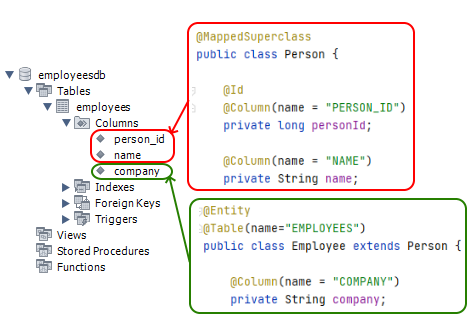 employeesdb
Tables
employees
Columns
person_id
name
company
Indexes
Foreign Keys
Triggers
Views
Stored Procedures
Functions
@MappedSuperclass
public class Person {
@Id
@Column(name = "PERSON_ID")
private long personId;
@Column(name = "NAME")
private String name;
@Entity
@Table(name="EMPLOYEES")
public class Employee extends Person {
@Column(name = "COMPANY")
private String company;